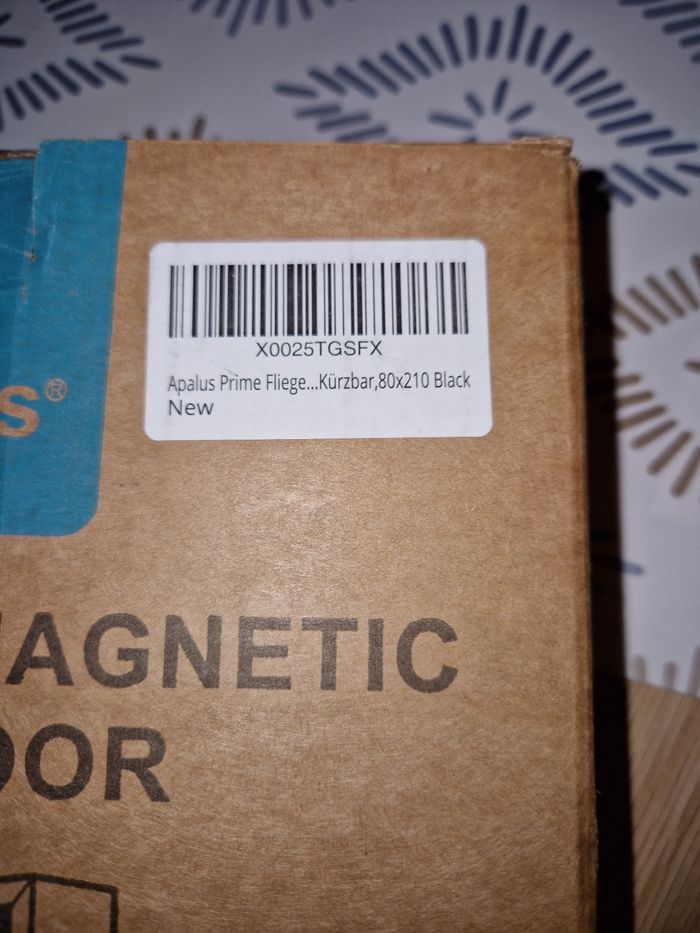 s®
X0025TGSFX
Apalus Prime Fliege...Kürzbar,80x210 Black
New
AGNETIC
OOR